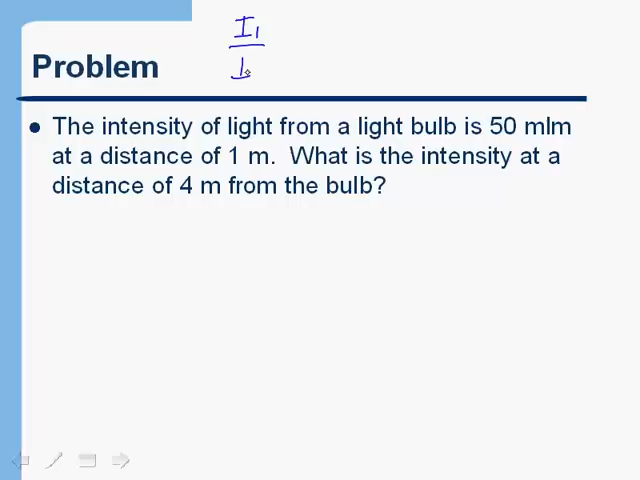 I₁
I
Problem
The intensity of light from a light bulb is 50 mlm
at a distance of 1 m. What is the intensity at a
distance of 4 m from the bulb?